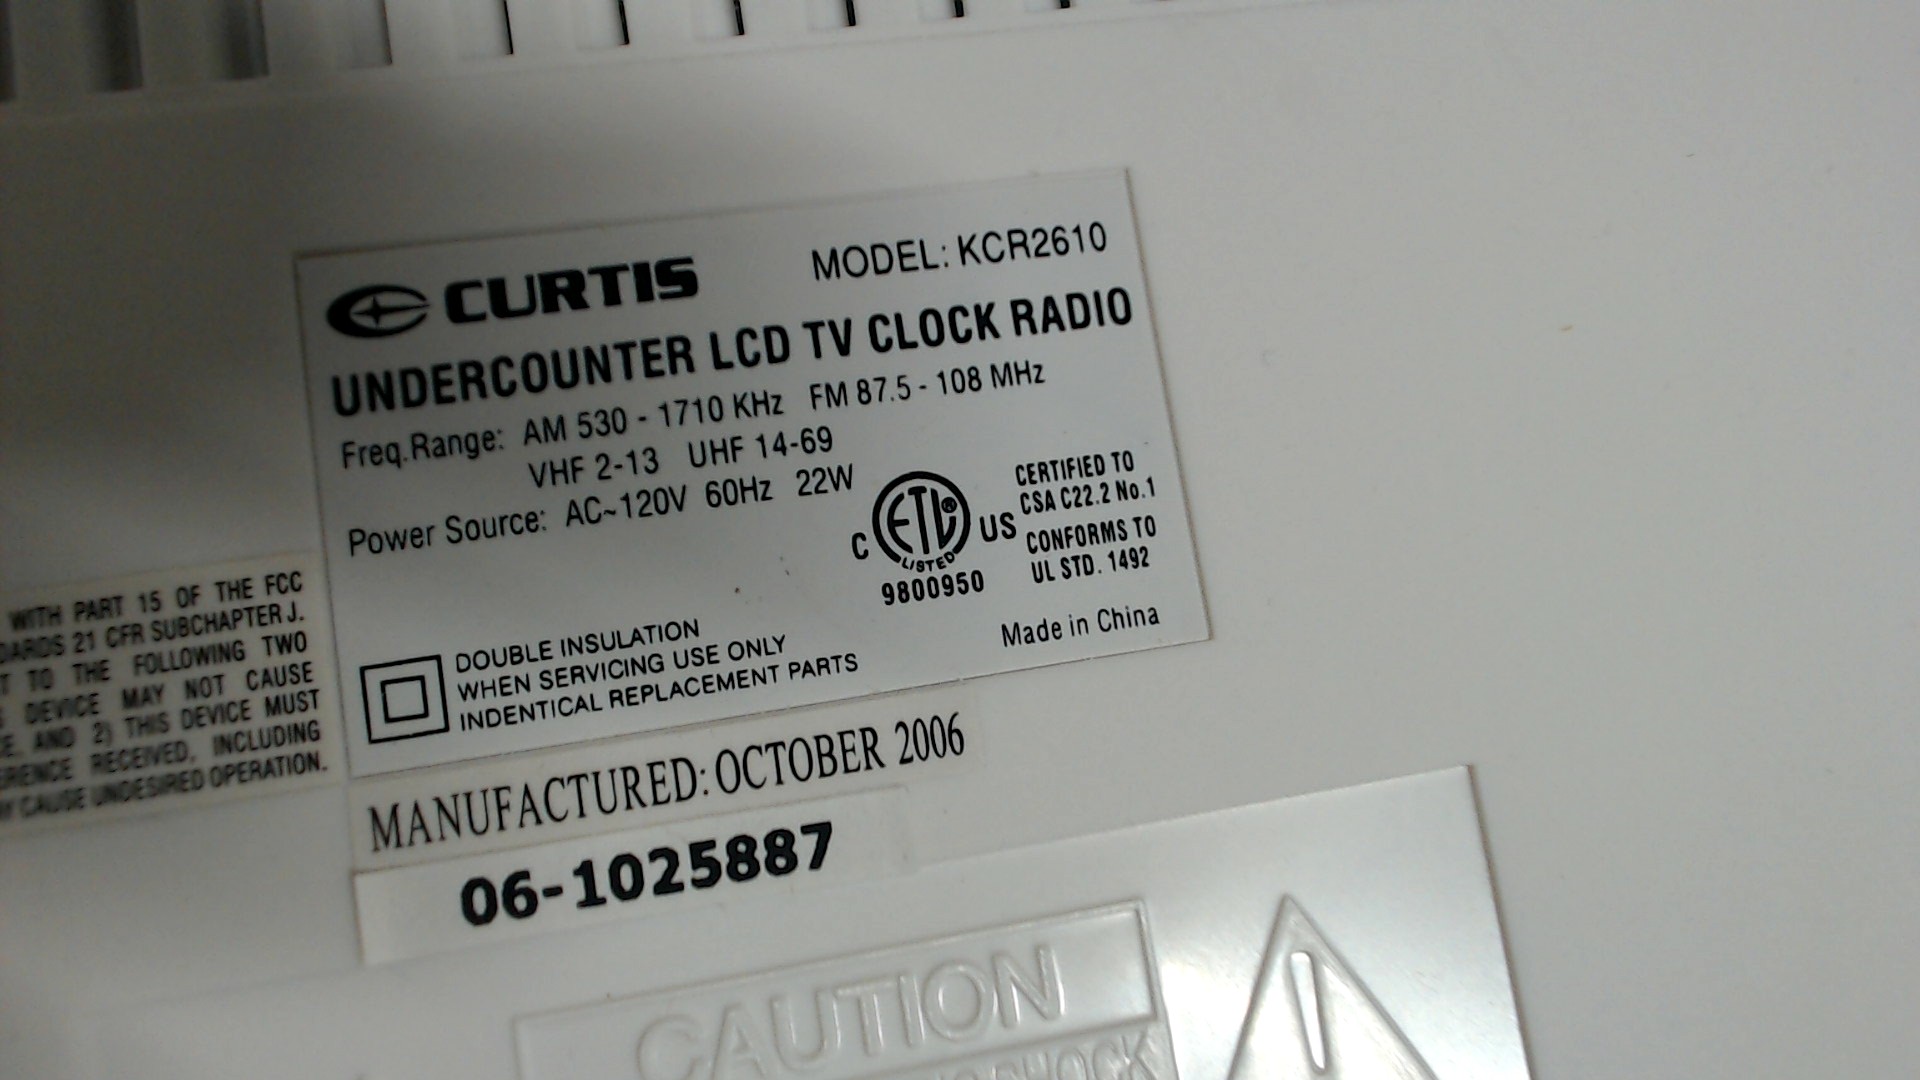 CURTIS MODEL: KCR2610
UNDERCOUNTER LCD TV CLOCK RADIO
Freq.Range: AM 530 - 1710 KHz FM 87.5 - 108 MHz
VHF 2-13 UHF 14-69
Power Source: AC~120V 60Hz 22W
C ETL® US
LISTED
9800950
CERTIFIED TO
CSA C22.2 No.1
CONFORMS TO
UL STD. 1492
Made in China
DOUBLE INSULATION
WHEN SERVICING USE ONLY
INDENTICAL REPLACEMENT PARTS
WITH PART 15 OF THE FCC
21 CFR SUBCHAPTER J.
TO THE FOLLOWING TWO
DEVICE MAY NOT CAUSE
AND 2) THIS DEVICE MUST
RECEIVED, INCLUDING
CAUSE UNDESIRED OPERATION.
MANUFACTURED: OCTOBER 2006
06-1025887
CAUTION
SHOCK